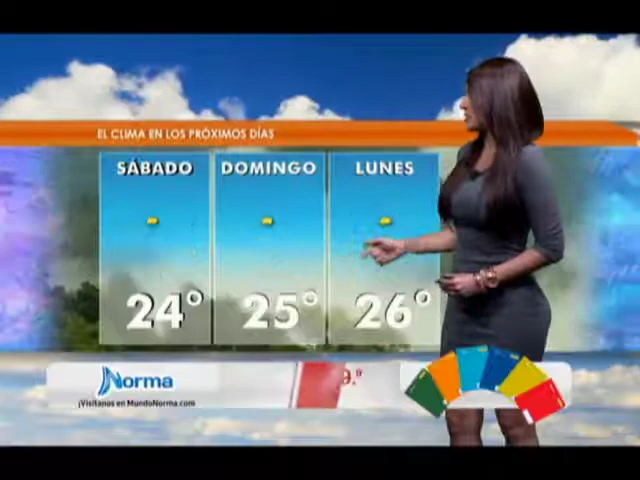 EL CLIMA EN LOS PRÓXIMOS DÍAS
SÁBADO DOMINGO LUNES
24° 25° 26°
Norma
¡Visítanos en MundoNorma.com